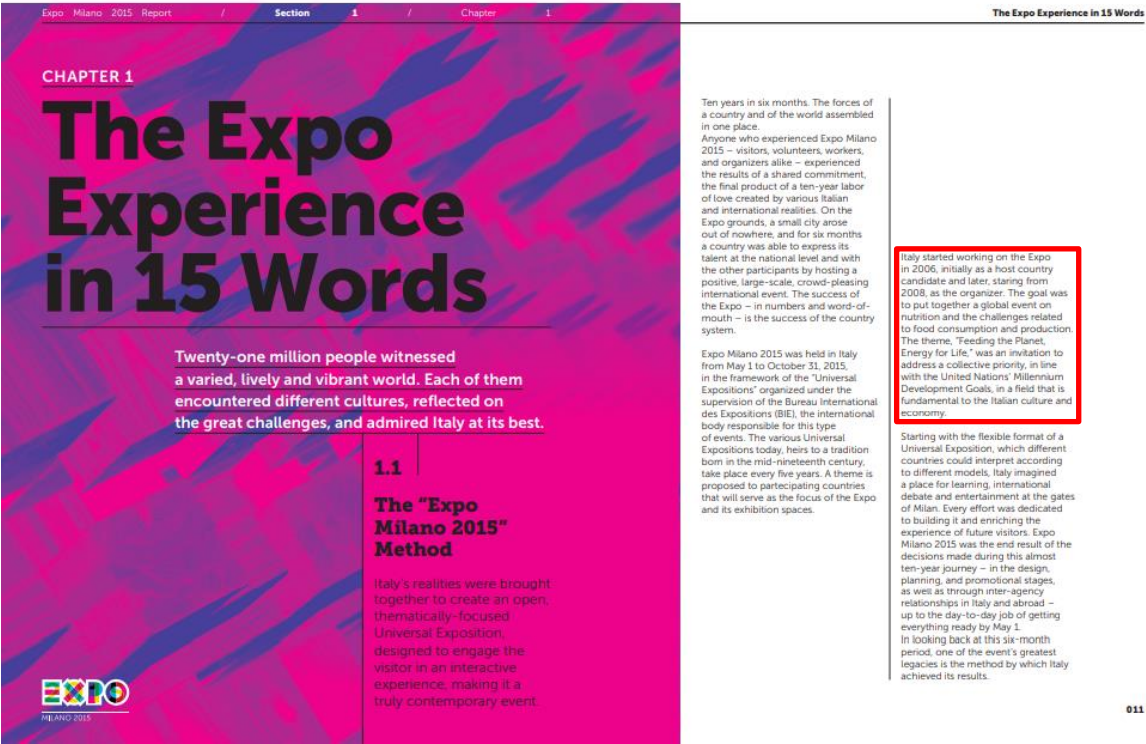 Expo Milano 2015 Report / Section 1 / Chapter 1
The Expo Experience in 15 Words
CHAPTER 1
The Expo
Experience
in 15 Words
Twenty-one million people witnessed
a varied, lively and vibrant world. Each of them
encountered different cultures, reflected on
the great challenges, and admired Italy at its best.
1.1
The "Expo
Milano 2015"
Method
Italy's realities were brought
together to create an open,
thematically-focused
Universal Exposition,
designed to engage the
visitor in an interactive
experience, making it a
truly contemporary event.
EXPO
MILANO 2015
Ten years in six months. The forces of
a country and of the world assembled
in one place.
Anyone who experienced Expo Milano
2015 – visitors, volunteers, workers,
and organizers alike – experienced
the results of a shared commitment,
the final product of a ten-year labor
of love created by various Italian
and international realities. On the
Expo grounds, a small city arose
out of nowhere, and for six months
a country was able to express its
talent at the national level and with
the other participants by hosting a
positive, large-scale, crowd-pleasing
international event. The success of
the Expo – in numbers and word-of-
mouth – is the success of the country
system.
Expo Milano 2015 was held in Italy
from May 1 to October 31, 2015,
in the framework of the "Universal
Expositions" organized under the
supervision of the Bureau International
des Expositions (BIE), the international
body responsible for this type
of events. The various Universal
Expositions today, heirs to a tradition
born in the mid-nineteenth century,
take place every five years. A theme is
proposed to partecipating countries
that will serve as the focus of the Expo
and its exhibition spaces.
Italy started working on the Expo
in 2006, initially as a host country
candidate and later, staring from
2008, as the organizer. The goal was
to put together a global event on
nutrition and the challenges related
to food consumption and production.
The theme, "Feeding the Planet,
Energy for Life," was an invitation to
address a collective priority, in line
with the United Nations' Millennium
Development Goals, in a field that is
fundamental to the Italian culture and
economy.
Starting with the flexible format of a
Universal Exposition, which different
countries could interpret according
to different models, Italy imagined
a place for learning, international
debate and entertainment at the gates
of Milan. Every effort was dedicated
to building it and enriching the
experience of future visitors. Expo
Milano 2015 was the end result of the
decisions made during this almost
ten-year journey – in the design,
planning, and promotional stages,
as well as through inter-agency
relationships in Italy and abroad –
up to the day-to-day job of getting
everything ready by May 1.
In looking back at this six-month
period, one of the event's greatest
legacies is the method by which Italy
achieved its results.
011